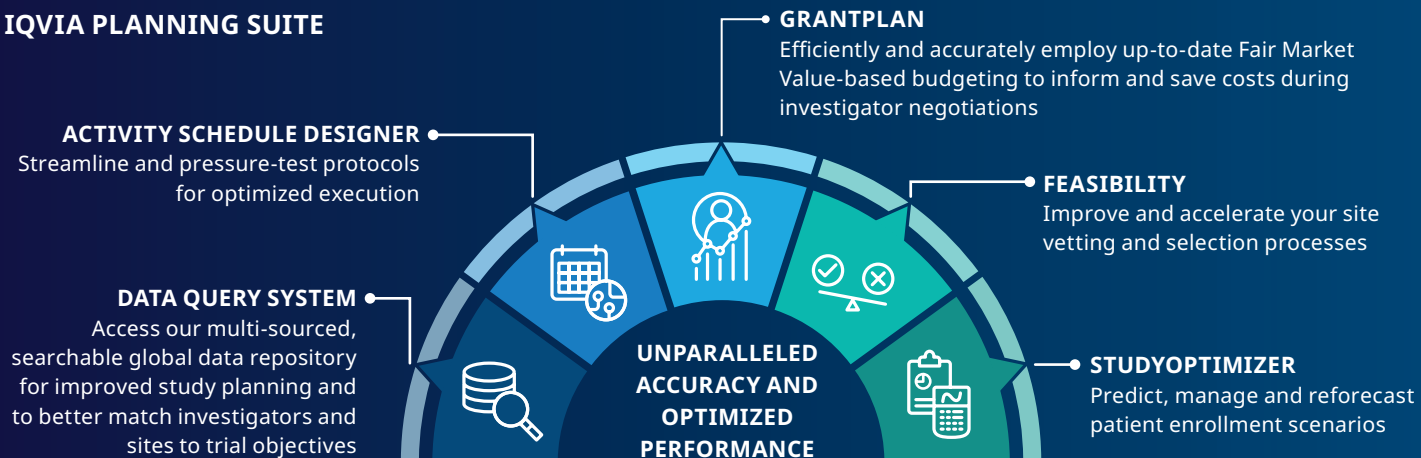 IQVIA PLANNING SUITE
GRANTPLAN
Efficiently and accurately employ up-to-date Fair Market
Value-based budgeting to inform and save costs during
investigator negotiations
ACTIVITY SCHEDULE DESIGNER
Streamline and pressure-test protocols
for optimized execution
FEASIBILITY
Improve and accelerate your site
vetting and selection processes
DATA QUERY SYSTEM
Access our multi-sourced,
searchable global data repository
for improved study planning and
to better match investigators and
sites to trial objectives
UNPARALLELED
ACCURACY AND
OPTIMIZED
PERFORMANCE
STUDYOPTIMIZER
Predict, manage and reforecast
patient enrollment scenarios